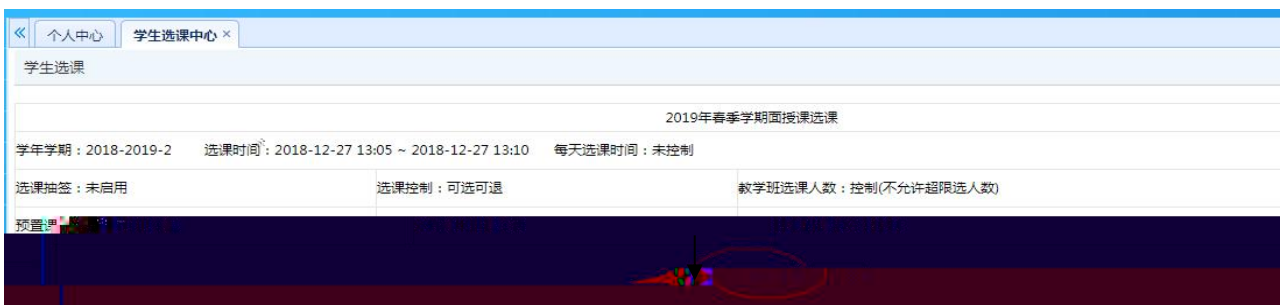 个人中心 学生选课中心 ×
学生选课
2019年春季学期面授课选课
学年学期：2018-2019-2 选课时间：2018-12-27 13:05 ~ 2018-12-27 13:10 每天选课时间：未控制
选课抽签：未启用 选课控制：可选可退 教学班选课人数：控制(不允许超限选人数)
预置课